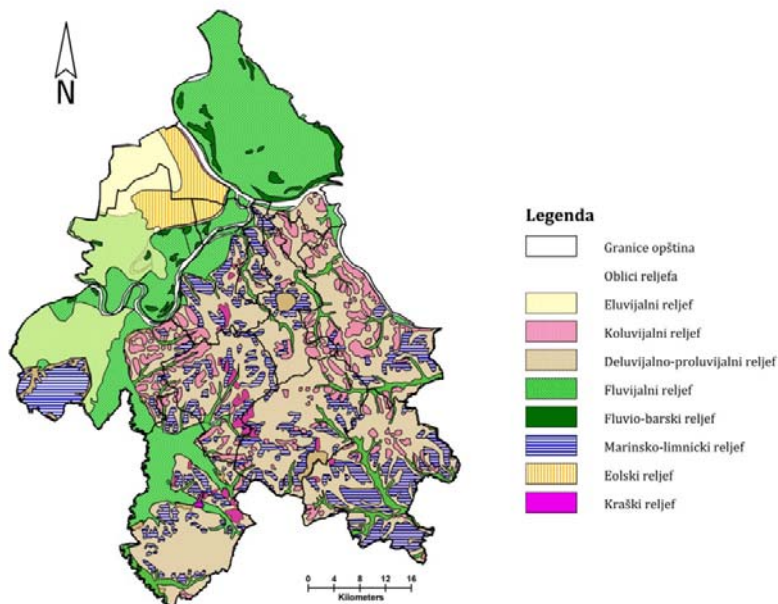 N
Legenda
Granice opština
Oblici reljefa
Eluvijalni reljef
Koluvijalni reljef
Deluvijalno-proluvijalni reljef
Fluvijalni reljef
Fluvio-barski reljef
Marinsko-limnicki reljef
Eolski reljef
Kraški reljef
0 4 8 12 16
Kilometers